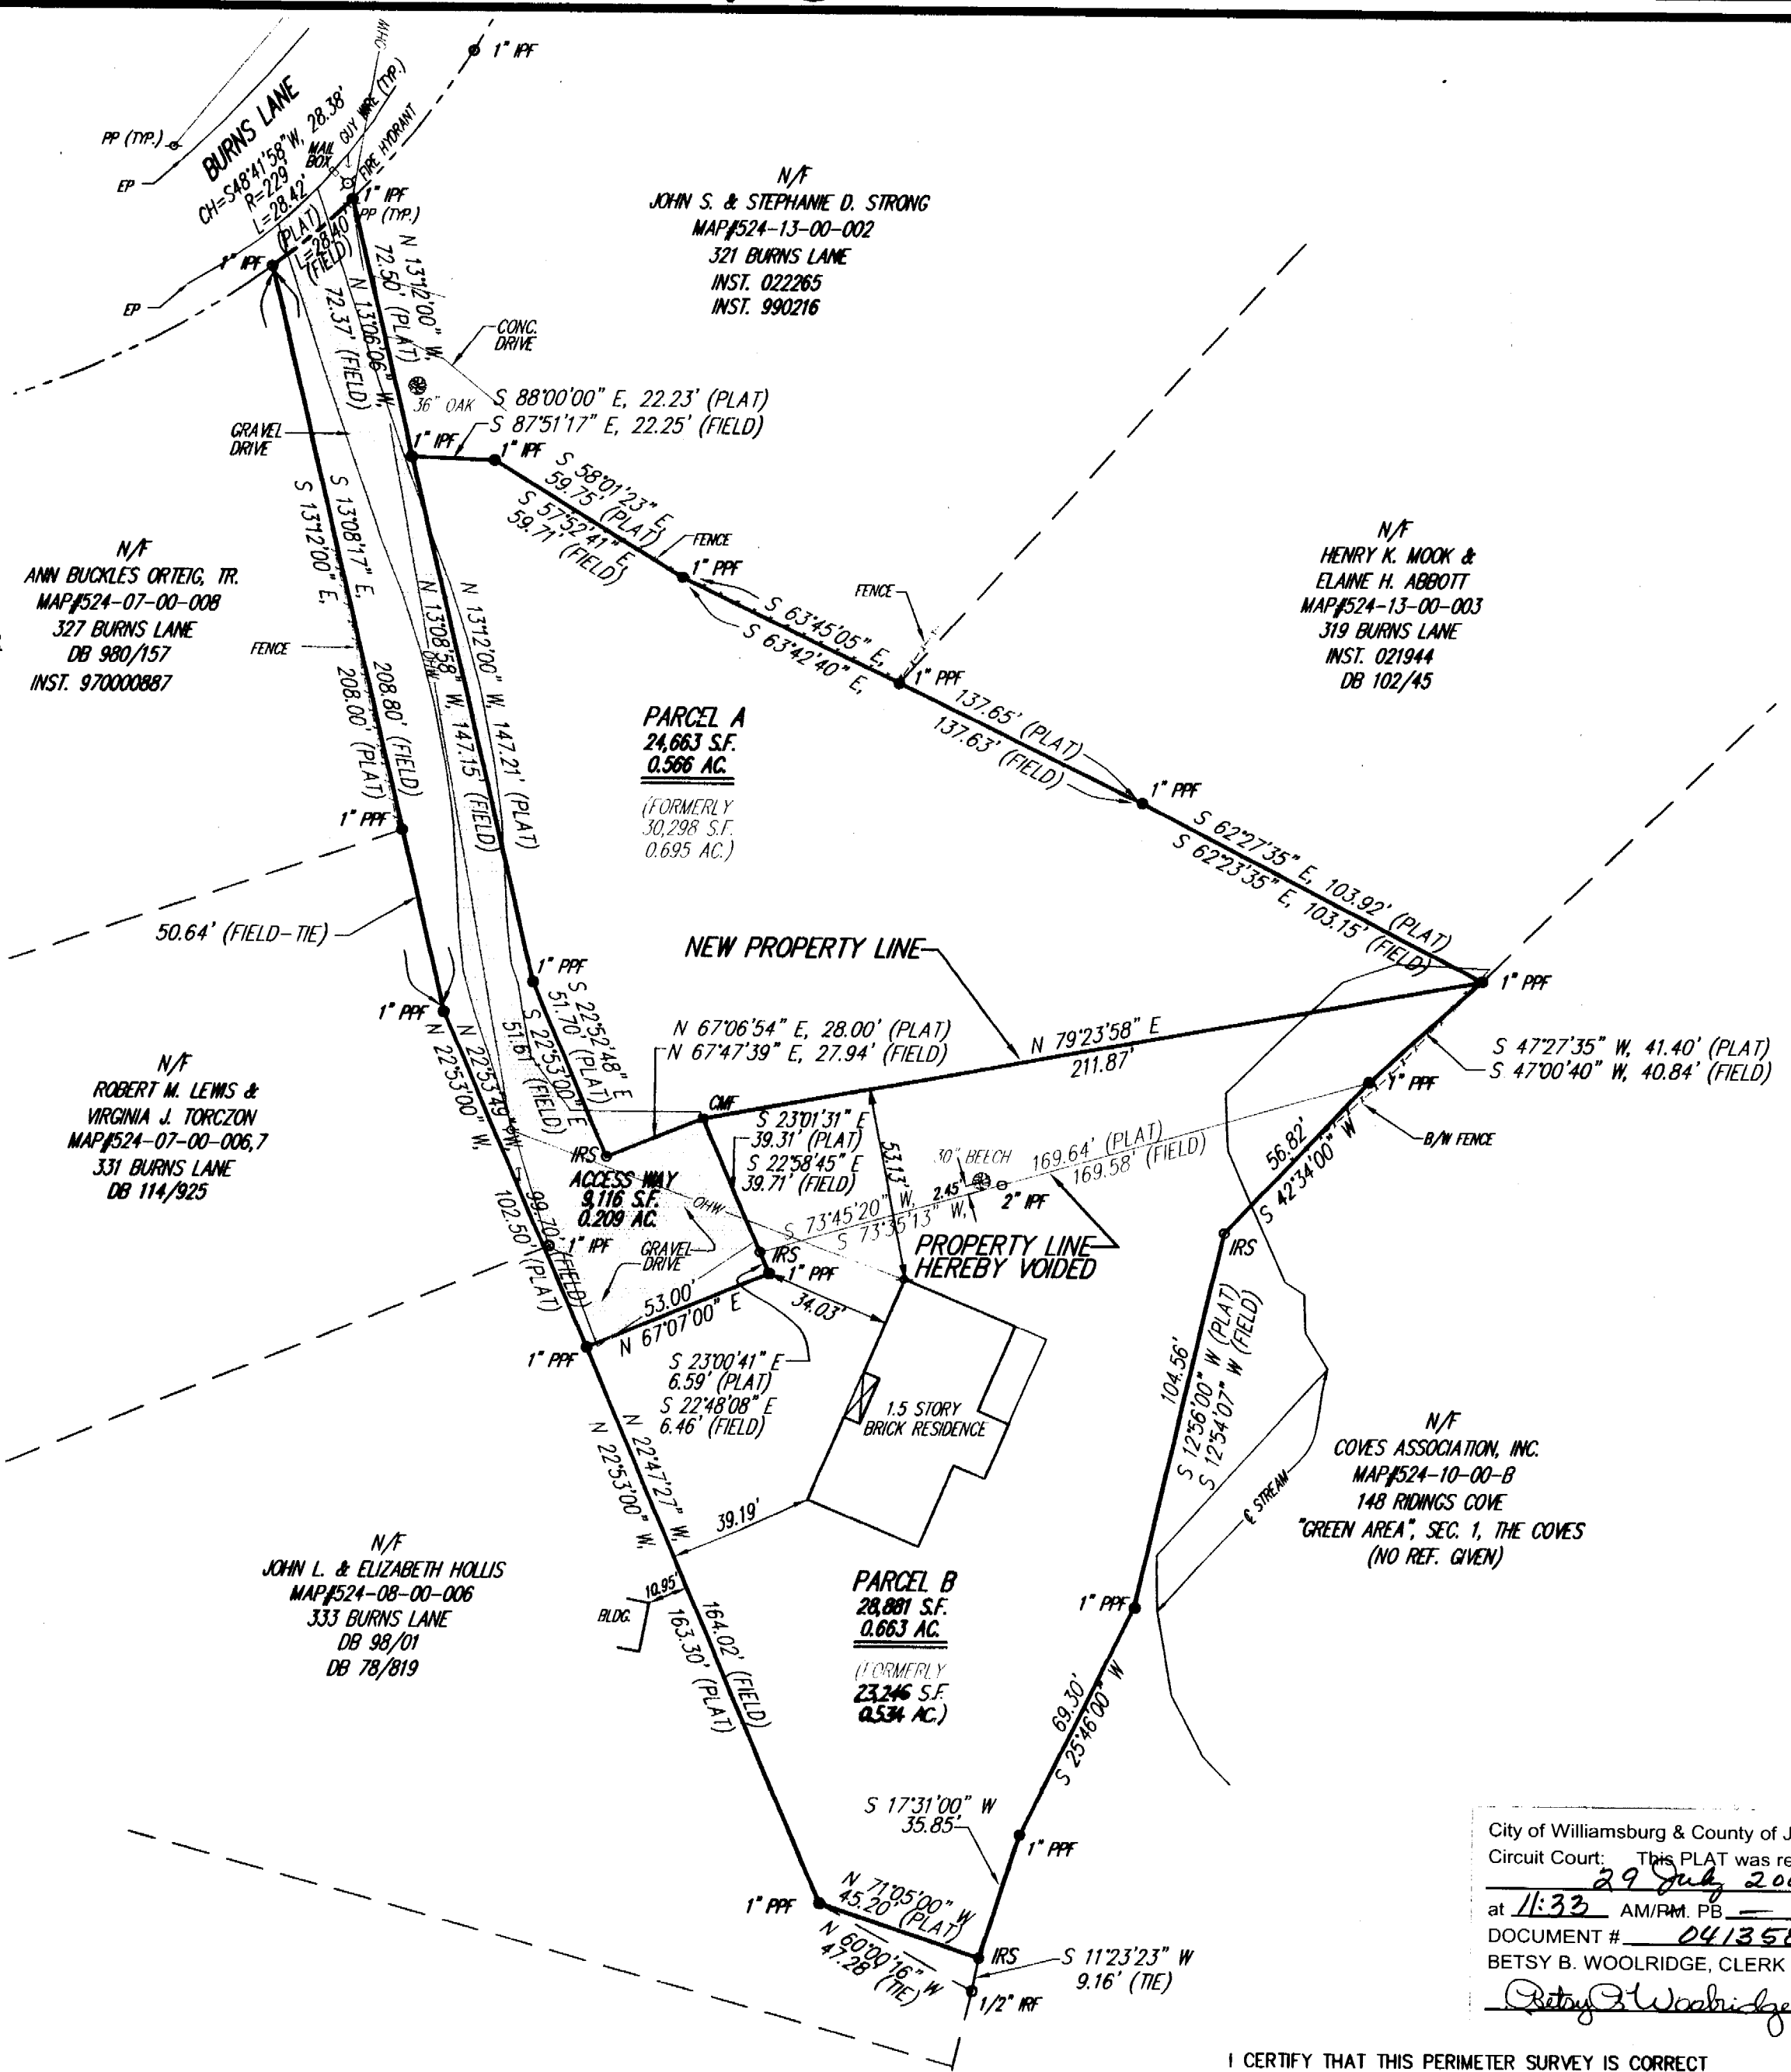 1" IPF
OHW
BURNS LANE
CH=S48°41'58" W, 28.38'
R=229'
L=28.42'
(PLAT)
L=28.40'
(FIELD)
PP (TYP.)
EP
MAIL
BOX
GUY WIRE (TYP.)
FIRE HYDRANT
1" IPF
PP (TYP.)
1" IPF
EP
N/F
JOHN S. & STEPHANIE D. STRONG
MAP#524-13-00-002
321 BURNS LANE
INST. 022265
INST. 990216
N 13°12'00" W,
72.50' (PLAT)
N 13°06'06" W,
72.37' (FIELD)
CONC.
DRIVE
36" OAK
S 88°00'00" E, 22.23' (PLAT)
S 87°51'17" E, 22.25' (FIELD)
GRAVEL
DRIVE
1" IPF
1" IPF
S 58°01'23" E,
59.75' (PLAT)
S 57°52'41" E,
59.71' (FIELD)
FENCE
1" PPF
N/F
HENRY K. MOOK &
ELAINE H. ABBOTT
MAP#524-13-00-003
319 BURNS LANE
INST. 021944
DB 102/45
N/F
ANN BUCKLES ORTEIG, TR.
MAP#524-07-00-008
327 BURNS LANE
DB 980/157
INST. 970000887
S 13°08'17" E,
208.80' (FIELD)
S 13°12'00" E,
208.00' (PLAT)
FENCE
N 13°12'00" W, 147.21' (PLAT)
N 13°08'58" W, 147.15' (FIELD)
OHW
FENCE
S 63°45'05" E,
137.65' (PLAT)
S 63°42'40" E,
137.63' (FIELD)
1" PPF
PARCEL A
24,663 S.F.
0.566 AC.
(FORMERLY
30,298 S.F.
0.695 AC.)
1" PPF
S 62°27'35" E, 103.92' (PLAT)
S 62°23'35" E, 103.15' (FIELD)
1" PPF
50.64' (FIELD-TIE)
NEW PROPERTY LINE
1" PPF
1" PPF
1" PPF
S 22°52'48" E
51.70' (PLAT)
S 22°53'00" E
51.61' (FIELD)
N 67°06'54" E, 28.00' (PLAT)
N 67°47'39" E, 27.94' (FIELD)
N 79°23'58" E
211.87'
S 47°27'35" W, 41.40' (PLAT)
S 47°00'40" W, 40.84' (FIELD)
1" PPF
B/W FENCE
N/F
ROBERT M. LEWIS &
VIRGINIA J. TORCZON
MAP#524-07-00-006,7
331 BURNS LANE
DB 114/925
N 22°53'49" W,
99.70' (FIELD)
N 22°53'00" W,
102.50' (PLAT)
CMF
IRS
ACCESS WAY
9,116 S.F.
0.209 AC.
S 23°01'31" E
39.31' (PLAT)
S 22°58'45" E
39.71' (FIELD)
OHW
53.13'
30" BEECH
2.45'
2" IPF
S 73°45'20" W, 169.64' (PLAT)
S 73°35'13" W, 169.58' (FIELD)
56.82'
S 42°34'00" W
IRS
1" IPF
GRAVEL
DRIVE
IRS
1" PPF
PROPERTY LINE
HEREBY VOIDED
53.00'
N 67°07'00" E
34.03'
1" PPF
S 23°00'41" E
6.59' (PLAT)
S 22°48'08" E
6.46' (FIELD)
1.5 STORY
BRICK RESIDENCE
104.56'
S 12°56'00" W (PLAT)
S 12°54'07" W (FIELD)
N/F
COVES ASSOCIATION, INC.
MAP#524-10-00-B
148 RIDINGS COVE
"GREEN AREA", SEC. 1, THE COVES
(NO REF. GIVEN)
℄ STREAM
N 22°47'27" W,
164.02' (FIELD)
N 22°53'00" W,
163.30' (PLAT)
39.19'
N/F
JOHN L. & ELIZABETH HOLLIS
MAP#524-08-00-006
333 BURNS LANE
DB 98/01
DB 78/819
10.95'
BLDG.
PARCEL B
28,881 S.F.
0.663 AC.
(FORMERLY
23,246 S.F.
0.534 AC.)
1" PPF
69.30'
S 25°46'00" W
S 17°31'00" W
35.85'
1" PPF
1" PPF
N 71°05'00" W
45.20' (PLAT)
N 60°00'16" W
47.28' (TIE)
IRS
S 11°23'23" W
9.16' (TIE)
1/2" IRF
City of Williamsburg & County of J
Circuit Court: This PLAT was re
29 July 200
at 11:33 AM/PM. PB —
DOCUMENT # 041358
BETSY B. WOOLRIDGE, CLERK
Betsy B Woolridge
I CERTIFY THAT THIS PERIMETER SURVEY IS CORRECT